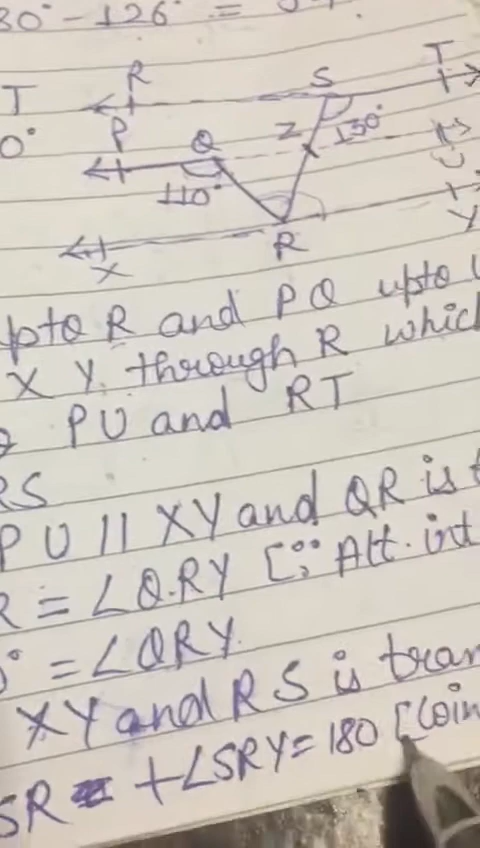 30° - 126° =
T
R
S
T
0°
P
Q
Z
130°
U
110°
X
R
Y
upto R and PQ upto U
X Y. through R which
PU and RT
RS
PU || XY and QR is t
R = ∠QRY [∵ Alt. int
0° = ∠QRY.
XY and RS is tran
SR + ∠SRY = 180 [Coin